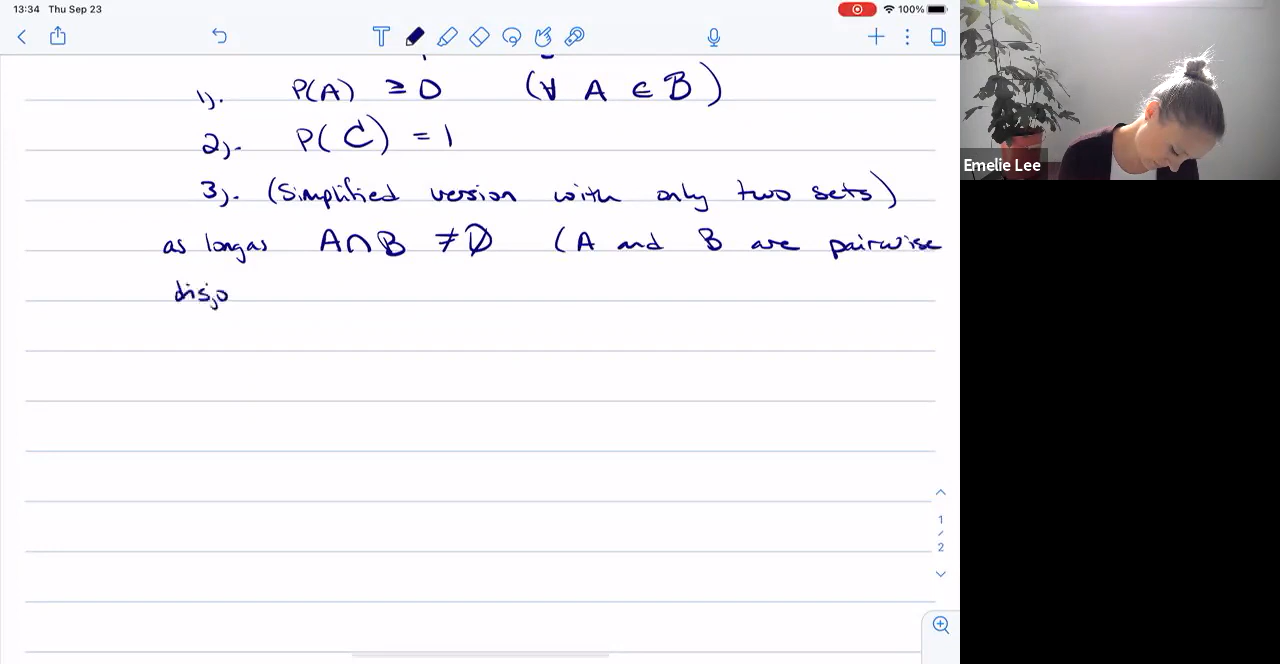 13:34 Thu Sep 23
100%
1). P(A) ≥ 0 (∀ A ∈ B)
2). P(C) = 1
3). (Simplified version with only two sets)
as long as A∩B ≠ ∅ (A and B are pairwise
disjo
Emelie Lee
1
/
2